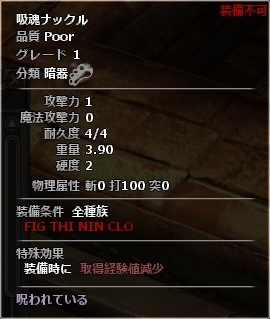 装備不可
吸魂ナックル
品質 Poor
グレード 1
分類 暗器
攻撃力 1
魔法攻撃力 0
耐久度 4/4
重量 3.90
硬度 2
物理属性 斬0 打100 突0
装備条件 全種族
FIG THI NIN CLO
特殊効果
装備時に 取得経験値減少
呪われている